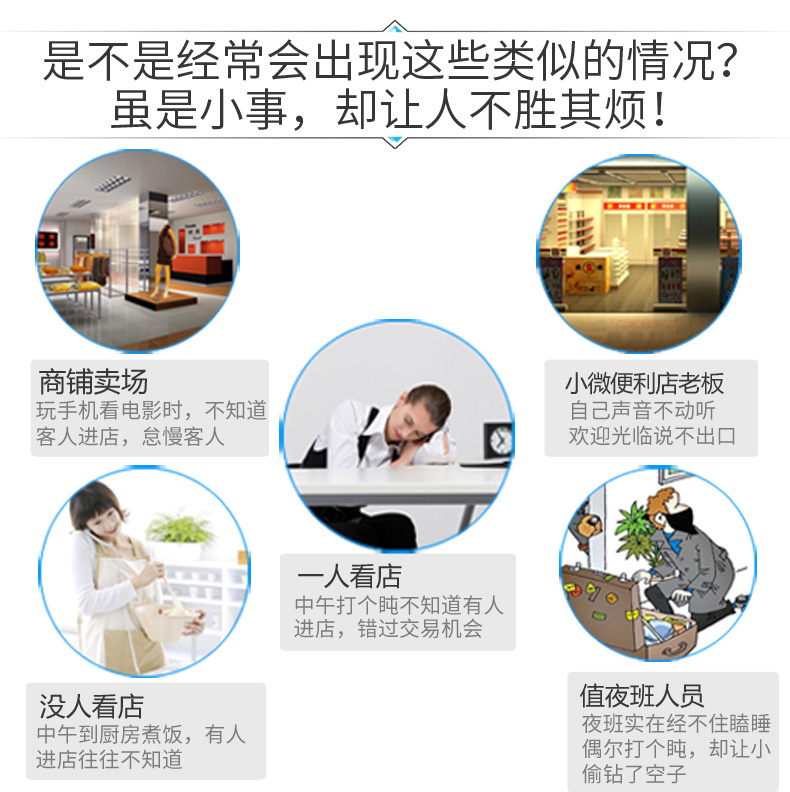 是不是经常会出现这些类似的情况？
虽是小事，却让人不胜其烦！
商铺卖场
玩手机看电影时，不知道
客人进店，怠慢客人
小微便利店老板
自己声音不动听
欢迎光临说不出口
一人看店
中午打个盹不知道有人
进店，错过交易机会
没人看店
中午到厨房煮饭，有人
进店往往不知道
值夜班人员
夜班实在经不住瞌睡
偶尔打个盹，却让小
偷钻了空子